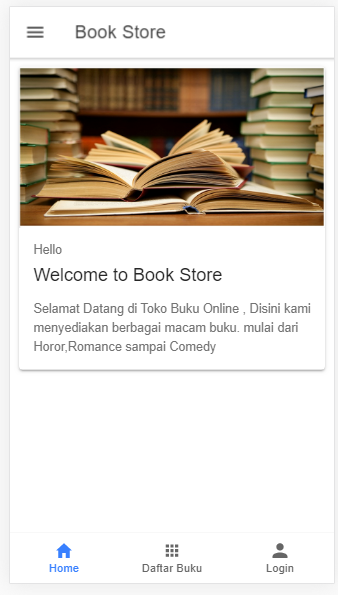 Book Store
Hello
Welcome to Book Store
Selamat Datang di Toko Buku Online , Disini kami
menyediakan berbagai macam buku. mulai dari
Horor,Romance sampai Comedy
Home
Daftar Buku
Login